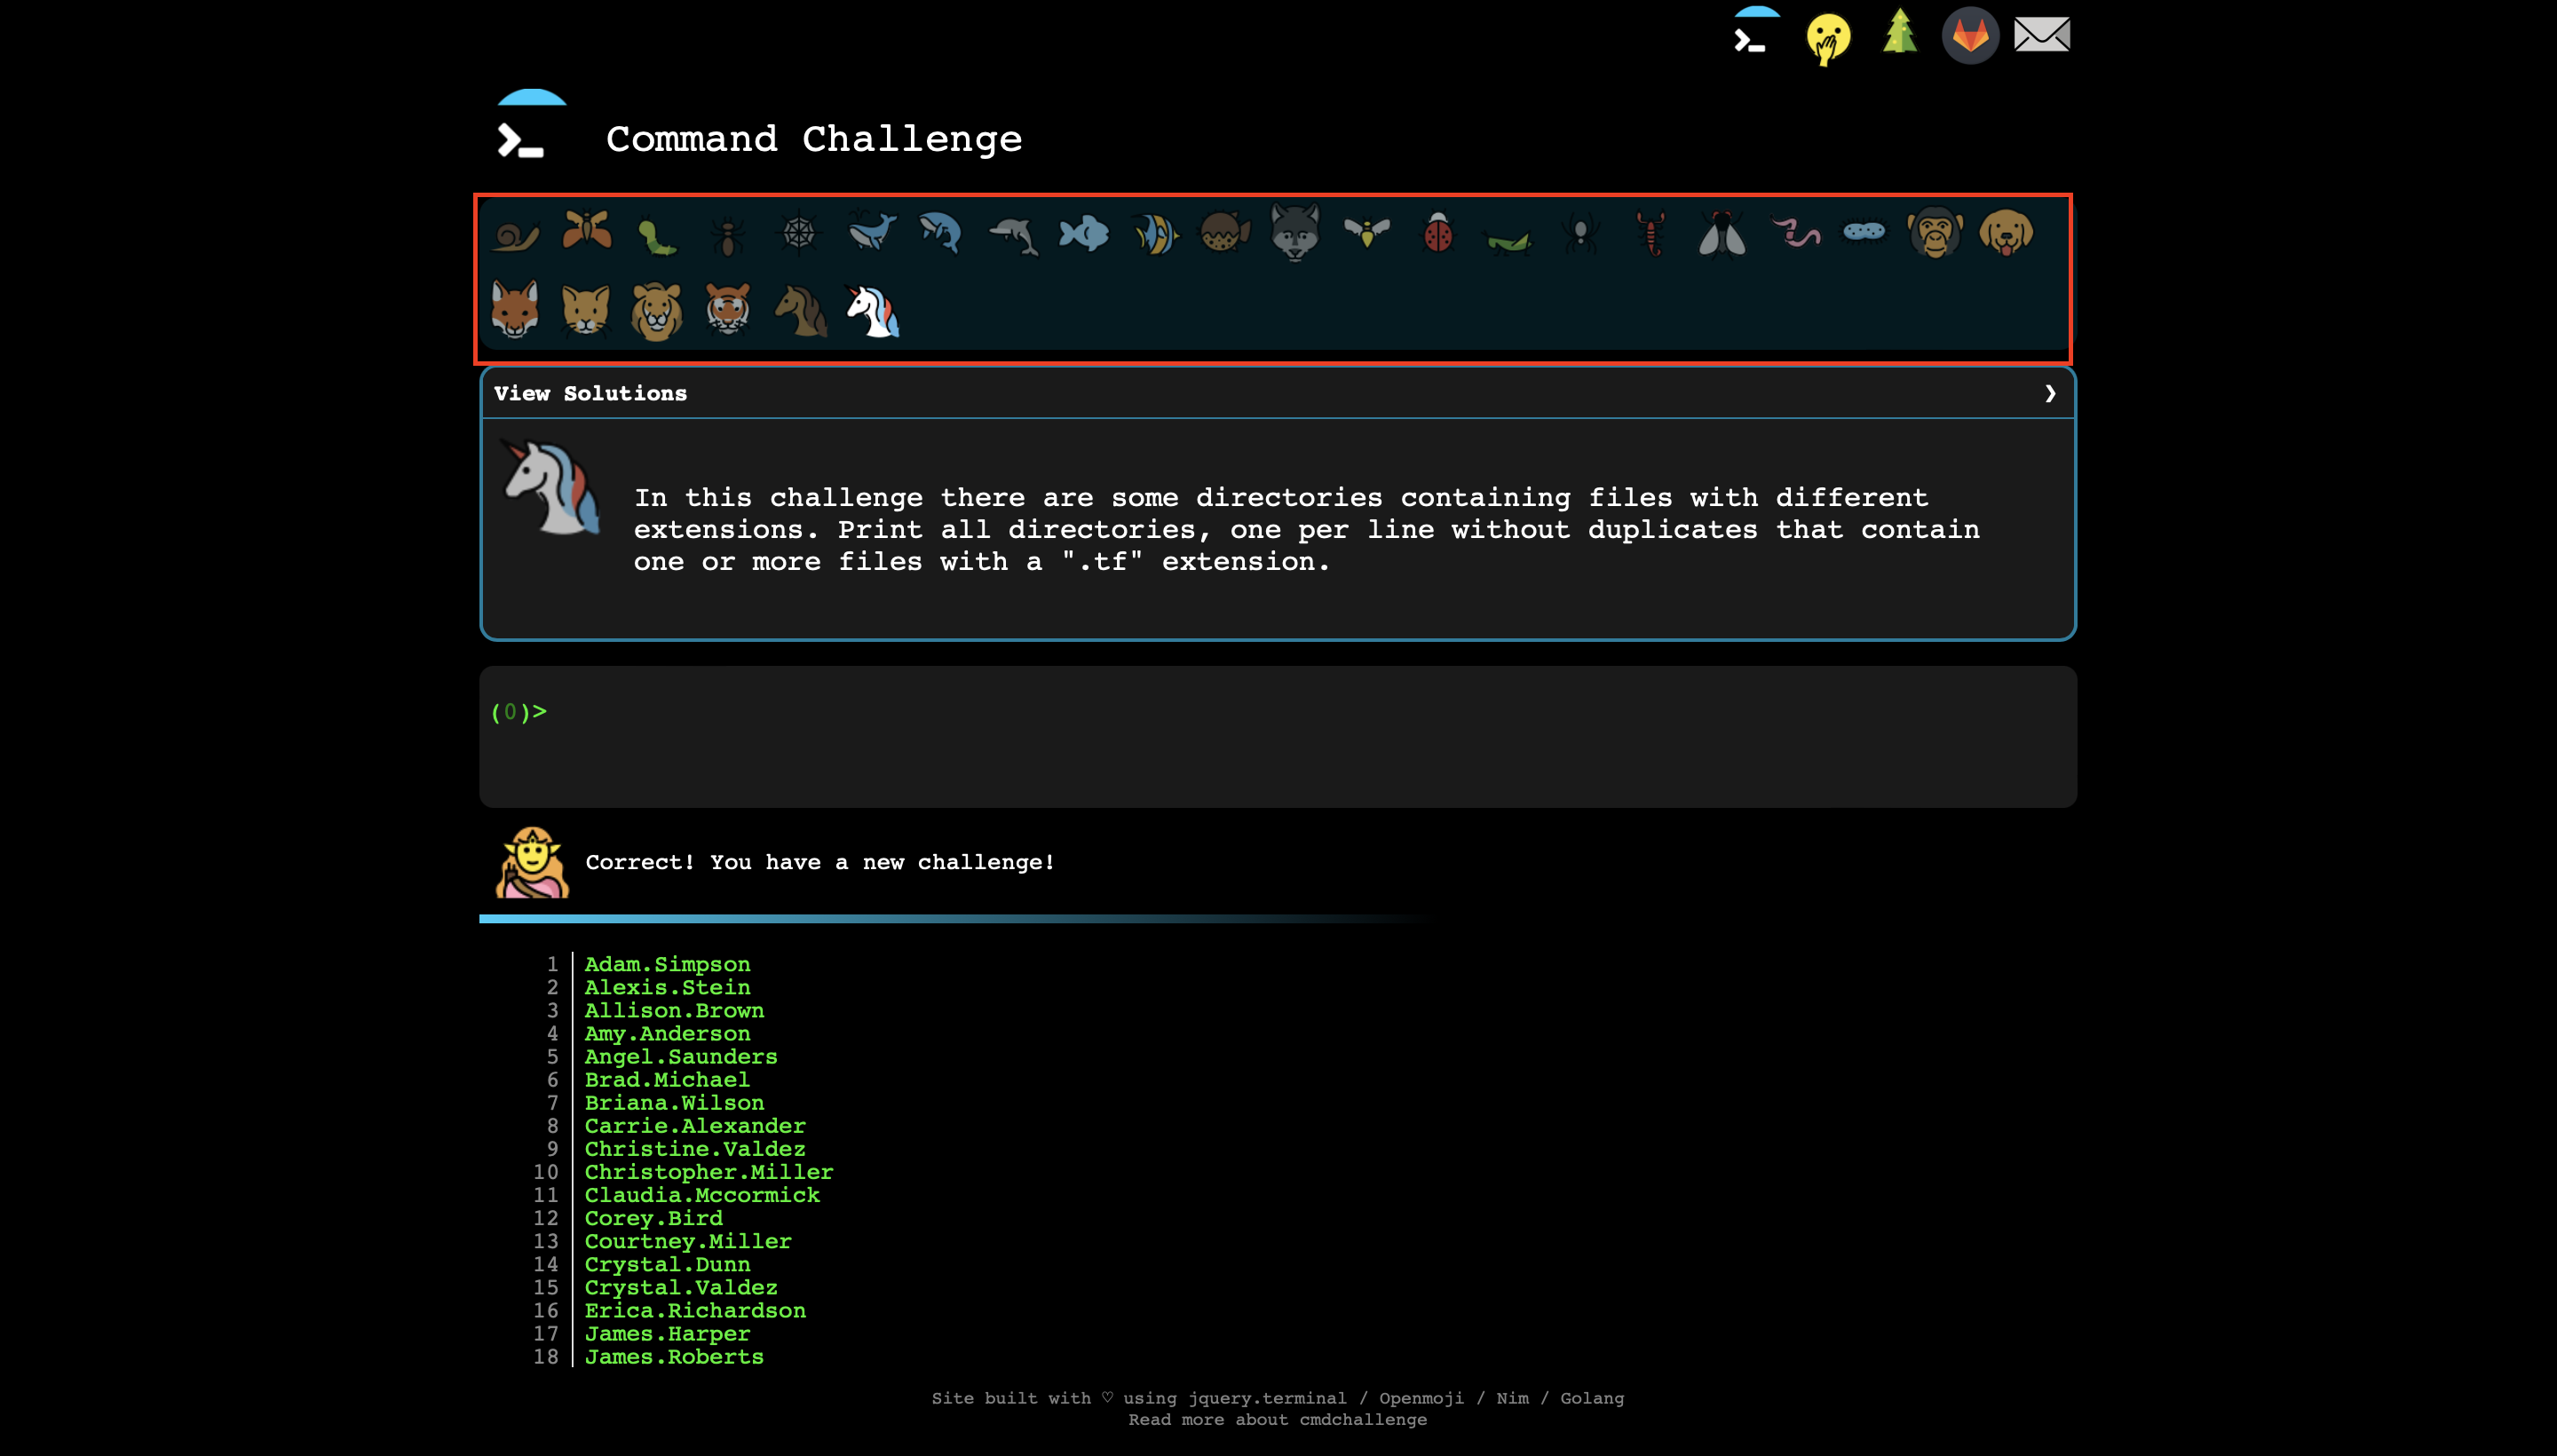 Command Challenge
View Solutions ❯
In this challenge there are some directories containing files with different
extensions. Print all directories, one per line without duplicates that contain
one or more files with a ".tf" extension.
(0)>
Correct! You have a new challenge!
1 Adam.Simpson
2 Alexis.Stein
3 Allison.Brown
4 Amy.Anderson
5 Angel.Saunders
6 Brad.Michael
7 Briana.Wilson
8 Carrie.Alexander
9 Christine.Valdez
10 Christopher.Miller
11 Claudia.Mccormick
12 Corey.Bird
13 Courtney.Miller
14 Crystal.Dunn
15 Crystal.Valdez
16 Erica.Richardson
17 James.Harper
18 James.Roberts
Site built with ♡ using jquery.terminal / Openmoji / Nim / Golang
Read more about cmdchallenge